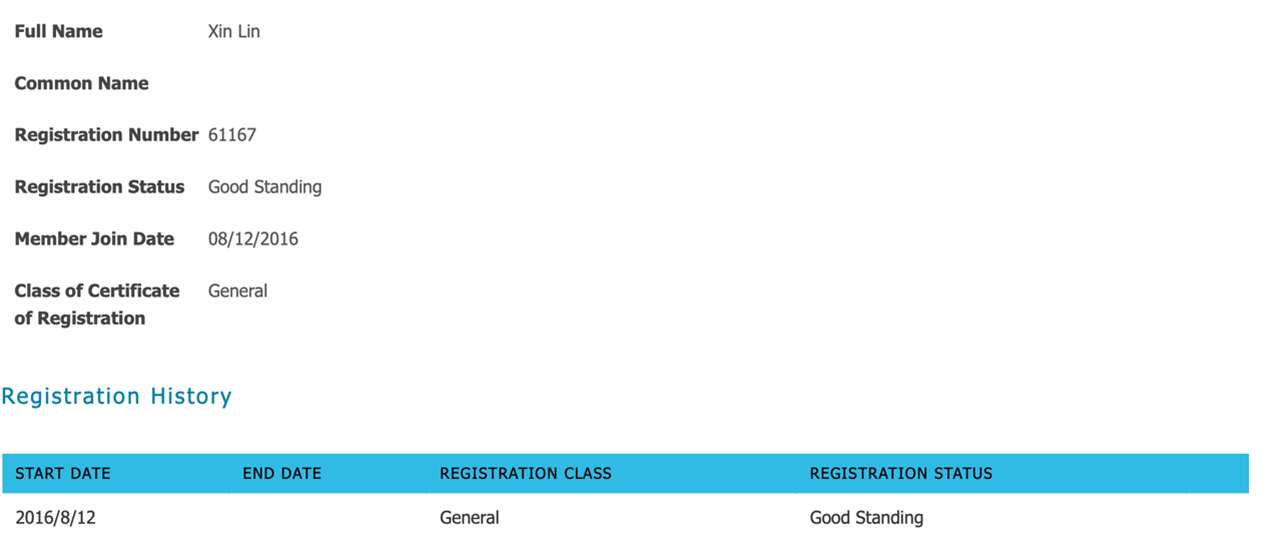 Full Name Xin Lin
Common Name
Registration Number 61167
Registration Status Good Standing
Member Join Date 08/12/2016
Class of Certificate General
of Registration
Registration History
START DATE END DATE REGISTRATION CLASS REGISTRATION STATUS
2016/8/12 General Good Standing